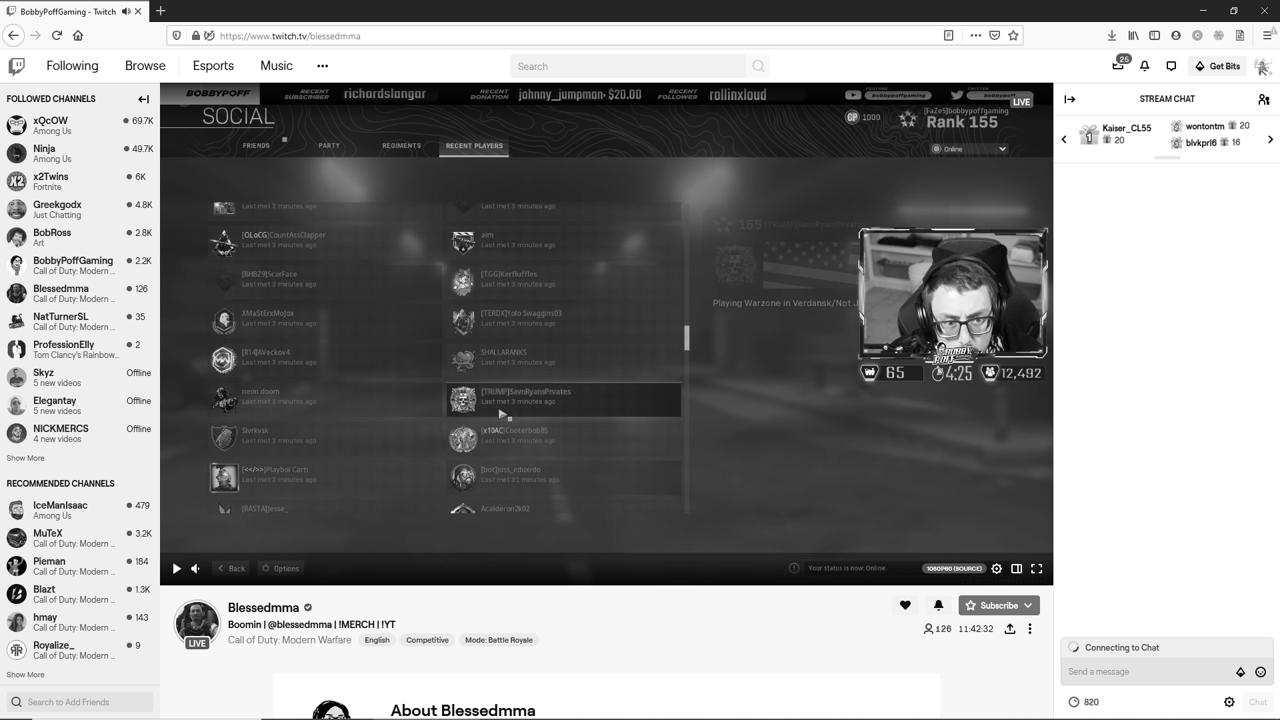 BobbyPoffGaming - Twitch
https://www.twitch.tv/blessedmma
Following
Browse
Esports
Music
Search
25
Get Bits
FOLLOWED CHANNELS
xQcOW 69.7K
Among Us
Ninja 49.7K
Among Us
x2Twins 6K
Fortnite
Greekgodx 4.8K
Just Chatting
BobRoss 2.8K
Art
BobbyPoffGaming 2.2K
Call of Duty: Modern ...
Blessedmma 126
Call of Duty: Modern ...
NatTurnerSL 35
Call of Duty: Modern ...
ProfessionElly 2
Tom Clancy's Rainbow...
Skyz Offline
5 new videos
Elegantay Offline
5 new videos
NICKMERCS Offline
4 new videos
Show More
RECOMMENDED CHANNELS
IceManIsaac 479
Among Us
MuTeX 3.2K
Call of Duty: Modern ...
Pieman 184
Call of Duty: Modern ...
Blazt 1.3K
Call of Duty: Modern ...
hmay 143
Call of Duty: Modern ...
Royalize_ 9
Call of Duty: Modern ...
Show More
Search to Add Friends
BOBBYPOFF
RECENT SUBSCRIBER richardslangar
RECENT DONATION johnny_jumpman- $20.00
RECENT FOLLOWER rollinxloud
YOUTUBE
bobbypoffgaming
TWITTER
LIVE
SOCIAL
CP 1000
[FaZeS]bobbypoffgaming
Rank 155
FRIENDS
PARTY
REGIMENTS
RECENT PLAYERS
Online
Last met 3 minutes ago
Last met 3 minutes ago
[OLoCG]CountAssClapper
Last met 3 minutes ago
aim
Last met 3 minutes ago
[BHBZ9]ScarFace
Last met 3 minutes ago
[TGG]Kerfluffles
Last met 3 minutes ago
XMaStErxMoJox
Last met 3 minutes ago
[TERDX]Yolo Swaggins03
Last met 3 minutes ago
[814]AVeckov4
Last met 3 minutes ago
SHALLARANKS
Last met 3 minutes ago
neon doom
Last met 3 minutes ago
[TRUMP]SavnRyansPrvates
Last met 3 minutes ago
Slvrkvsk
Last met 3 minutes ago
[x10AC]Cooterbob85
Last met 3 minutes ago
[<</>>]Playboi Carti
Last met 3 minutes ago
[bot]joss_eduxrdo
Last met 31 minutes ago
[RASTA]Jesse_
Acalderon2k02
155
Playing Warzone in Verdansk/Not J
65
4:25
12,492
Back
Options
Your status is now: Online.
1080P60 (SOURCE)
Blessedmma
Boomin | @blessedmma | !MERCH | !YT
Call of Duty: Modern Warfare
English
Competitive
Mode: Battle Royale
LIVE
Subscribe
126
11:42:32
About Blessedmma
STREAM CHAT
1
Kaiser_CL55
20
wontontm 20
blvkprl6 16
Connecting to Chat
Send a message
820
Chat